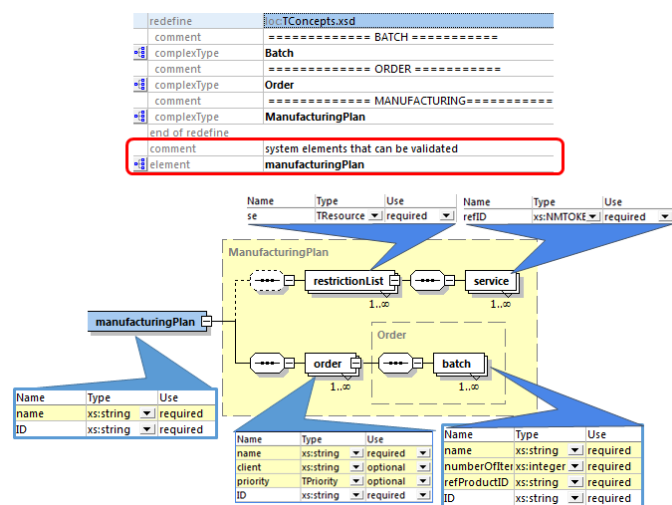 redefine loc:TConcepts.xsd
comment ============== BATCH ===========
complexType Batch
comment ============== ORDER ===========
complexType Order
comment ============== MANUFACTURING===========
complexType ManufacturingPlan
end of redefine
comment system elements that can be validated
element manufacturingPlan
Name Type Use
se TResource required
Name Type Use
refID xs:NMTOKE required
ManufacturingPlan
restrictionList
1..∞
service
1..∞
manufacturingPlan
Order
order
1..∞
batch
1..∞
Name Type Use
name xs:string required
ID xs:string required
Name Type Use
name xs:string required
client xs:string optional
priority TPriority optional
ID xs:string required
Name Type Use
name xs:string required
numberOfIter xs:integer required
refProductID xs:string required
ID xs:string required